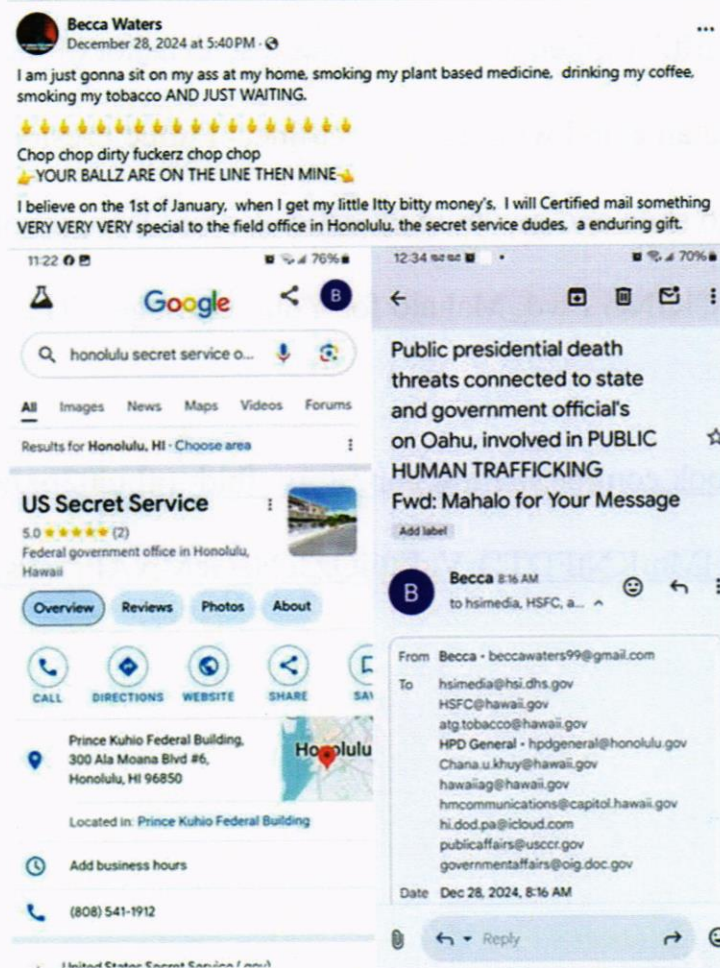 Becca Waters
December 28, 2024 at 5:40 PM ·
I am just gonna sit on my ass at my home, smoking my plant based medicine, drinking my coffee,
smoking my tobacco AND JUST WAITING.
Chop chop dirty fuckerz chop chop
👉YOUR BALLZ ARE ON THE LINE THEN MINE👈
I believe on the 1st of January, when I get my little Itty bitty money's, I will Certified mail something
VERY VERY VERY special to the field office in Honolulu, the secret service dudes, a enduring gift.
11:22
76%
Google
B
honolulu secret service o...
All Images News Maps Videos Forums
Results for Honolulu, HI · Choose area
US Secret Service
5.0 ★★★★★ (2)
Federal government office in Honolulu,
Hawaii
Overview Reviews Photos About
CALL DIRECTIONS WEBSITE SHARE SAV
Prince Kuhio Federal Building,
300 Ala Moana Blvd #6,
Honolulu, HI 96850
Honolulu
Located in: Prince Kuhio Federal Building
Add business hours
(808) 541-1912
United States Secret Service (.gov)
12:34
70%
Public presidential death
threats connected to state
and government official's
on Oahu, involved in PUBLIC
HUMAN TRAFFICKING
Fwd: Mahalo for Your Message
Add label
B
Becca 8:16 AM
to hsimedia, HSFC, a...
From Becca • beccawaters99@gmail.com
To hsimedia@hsi.dhs.gov
HSFC@hawaii.gov
atg.tobacco@hawaii.gov
HPD General • hpdgeneral@honolulu.gov
Chana.u.khuy@hawaii.gov
hawaiiag@hawaii.gov
hmcommunications@capitol.hawaii.gov
hi.dod.pa@icloud.com
publicaffairs@usccr.gov
governmentaffairs@oig.doc.gov
Date Dec 28, 2024, 8:16 AM
Reply